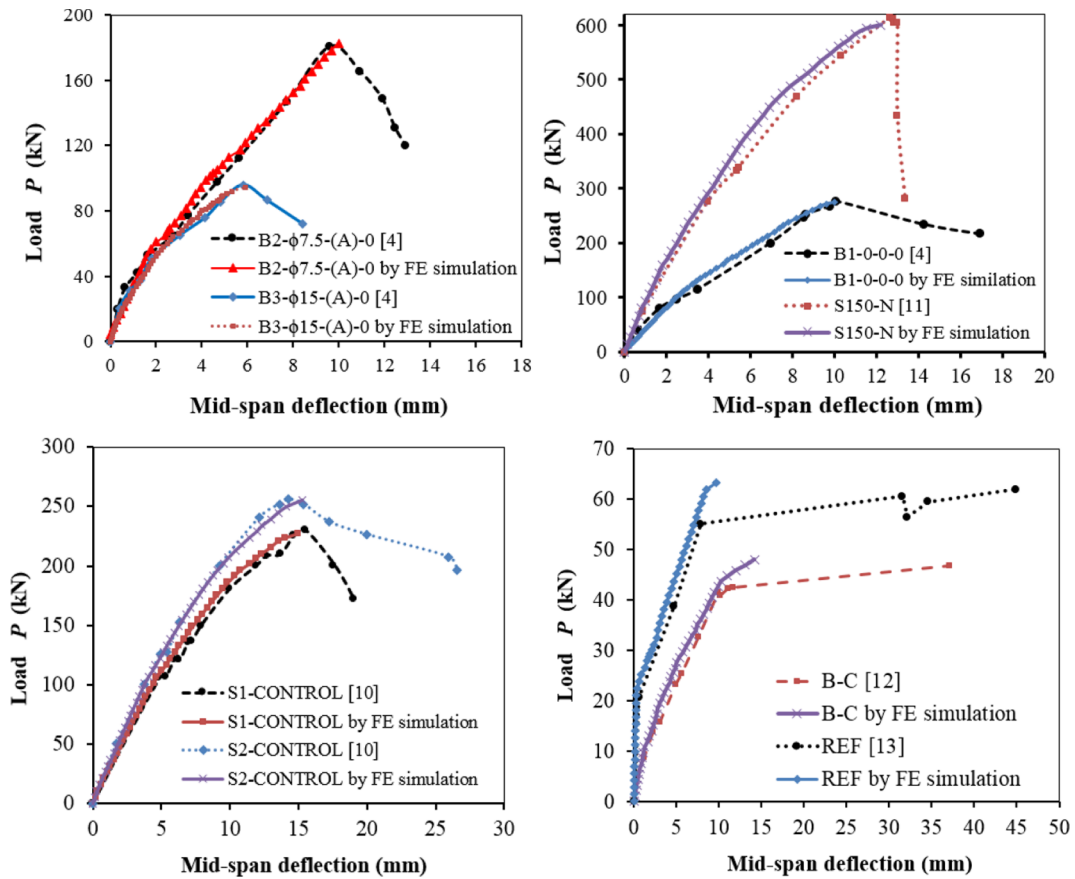 200
160
120
80
40
0
Load P (kN)
B2-ϕ7.5-(A)-0 [4]
B2-ϕ7.5-(A)-0 by FE simulation
B3-ϕ15-(A)-0 [4]
B3-ϕ15-(A)-0 by FE simulation
0 2 4 6 8 10 12 14 16 18
Mid-span deflection (mm)
600
500
400
300
200
100
0
Load P (kN)
B1-0-0-0 [4]
B1-0-0-0 by FE similation
S150-N [11]
S150-N by FE simulation
0 2 4 6 8 10 12 14 16 18 20
Mid-span deflection (mm)
300
250
200
150
100
50
0
Load P (kN)
S1-CONTROL [10]
S1-CONTROL by FE simulation
S2-CONTROL [10]
S2-CONTROL by FE simulation
0 5 10 15 20 25 30
Mid-span deflection (mm)
70
60
50
40
30
20
10
0
Load P (kN)
B-C [12]
B-C by FE simulation
REF [13]
REF by FE simulation
0 5 10 15 20 25 30 35 40 45 50
Mid-span deflection (mm)